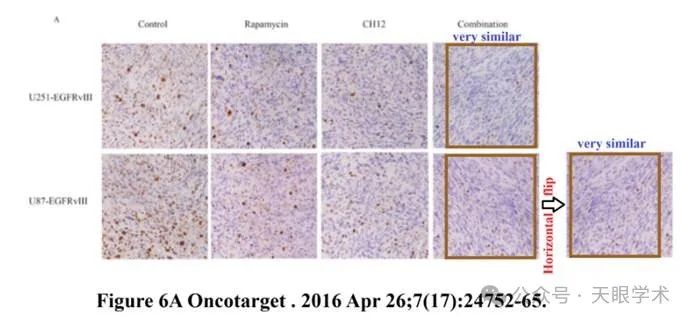 A
Control Rapamycin CH12 Combination
very similar
U251-EGFRvIII
very similar
U87-EGFRvIII
Horizontal flip
Figure 6A Oncotarget . 2016 Apr 26;7(17):24752-65.
公众号 · 天眼学术